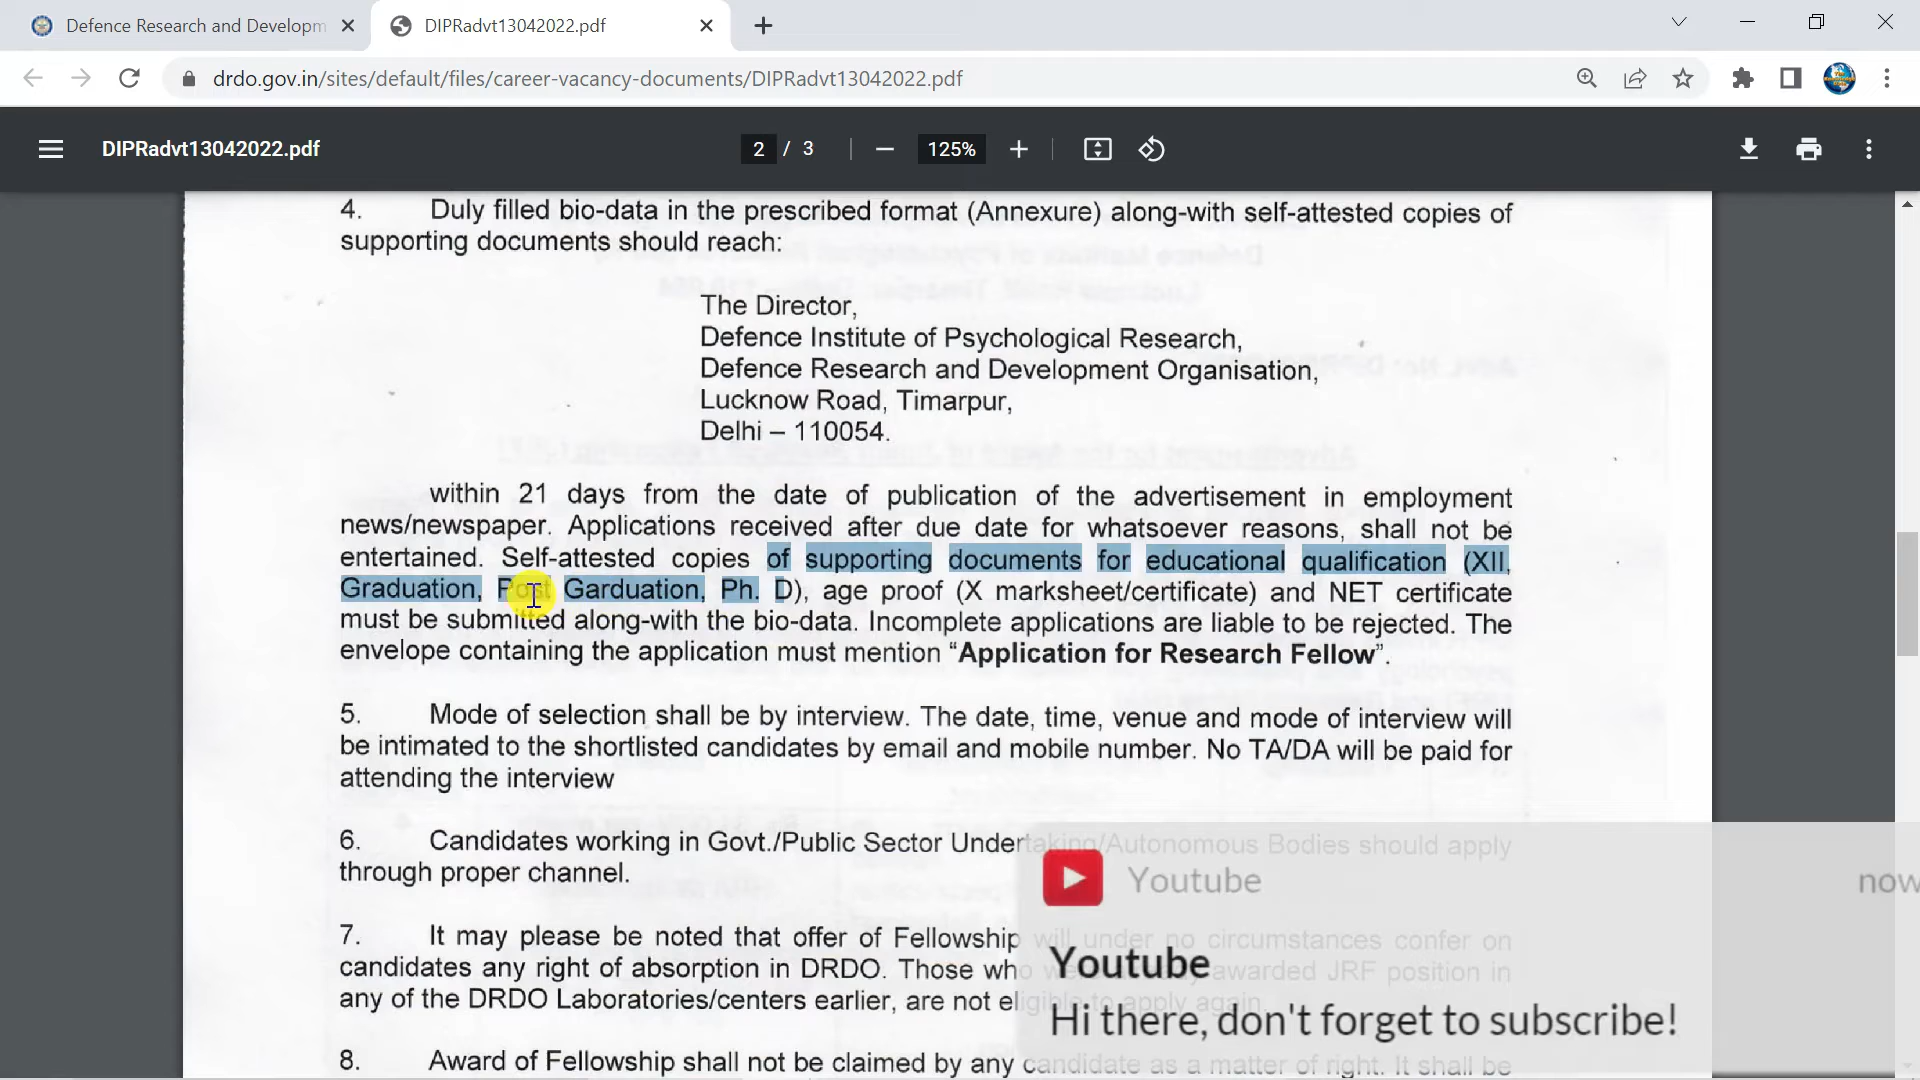 Defence Research and Developm
DIPRadvt13042022.pdf
drdo.gov.in/sites/default/files/career-vacancy-documents/DIPRadvt13042022.pdf
DIPRadvt13042022.pdf
2 / 3
125%
4. Duly filled bio-data in the prescribed format (Annexure) along-with self-attested copies of
supporting documents should reach:
The Director,
Defence Institute of Psychological Research,
Defence Research and Development Organisation,
Lucknow Road, Timarpur,
Delhi – 110054.
within 21 days from the date of publication of the advertisement in employment
news/newspaper. Applications received after due date for whatsoever reasons, shall not be
entertained. Self-attested copies of supporting documents for educational qualification (XII,
Graduation, Post Garduation, Ph. D), age proof (X marksheet/certificate) and NET certificate
must be submitted along-with the bio-data. Incomplete applications are liable to be rejected. The
envelope containing the application must mention “Application for Research Fellow”.
5. Mode of selection shall be by interview. The date, time, venue and mode of interview will
be intimated to the shortlisted candidates by email and mobile number. No TA/DA will be paid for
attending the interview
6. Candidates working in Govt./Public Sector Undertaking/Autonomous Bodies should apply
through proper channel.
7. It may please be noted that offer of Fellowship will under no circumstances confer on
candidates any right of absorption in DRDO. Those who were awarded JRF position in
any of the DRDO Laboratories/centers earlier, are not eligible to apply again.
8. Award of Fellowship shall not be claimed by any candidate as a matter of right. It shall be
Youtube
now
Youtube
Hi there, don't forget to subscribe!